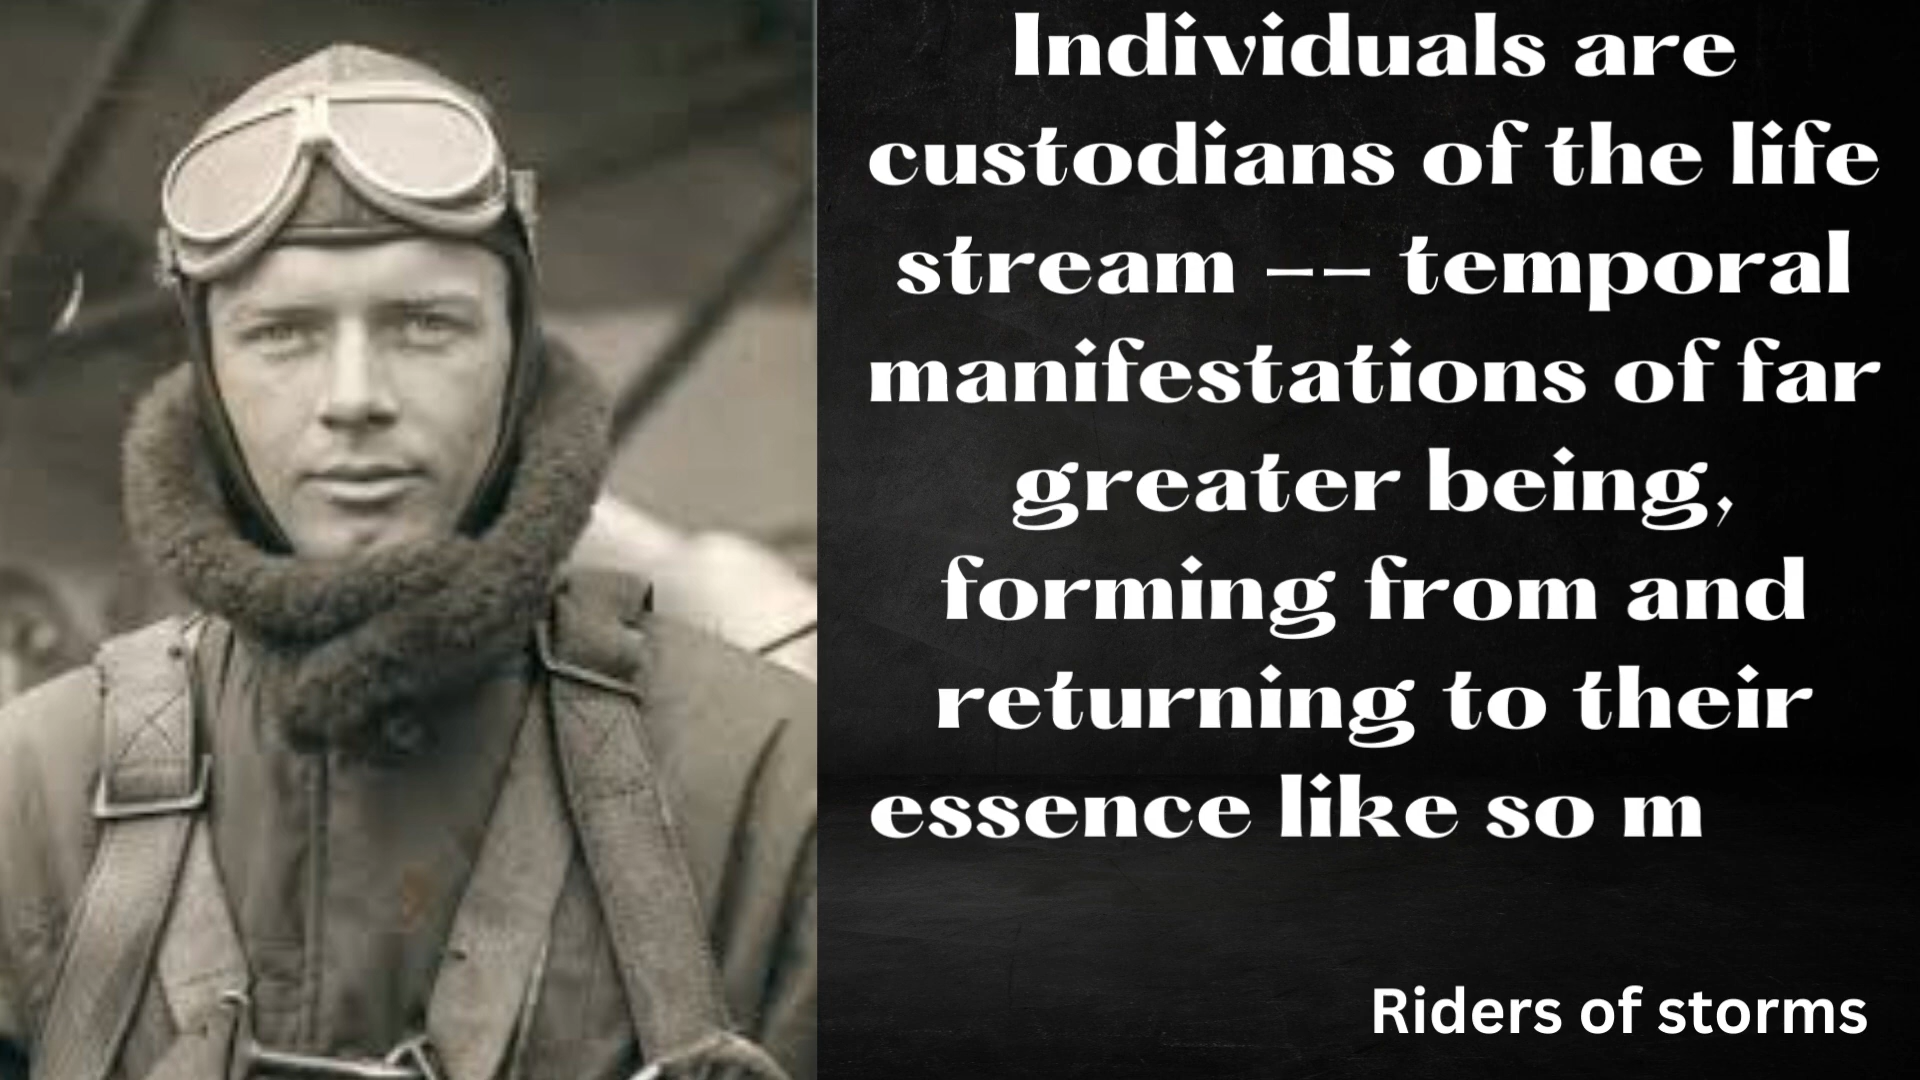 Individuals are
custodians of the life
stream -- temporal
manifestations of far
greater being,
forming from and
returning to their
essence like so m
Riders of storms